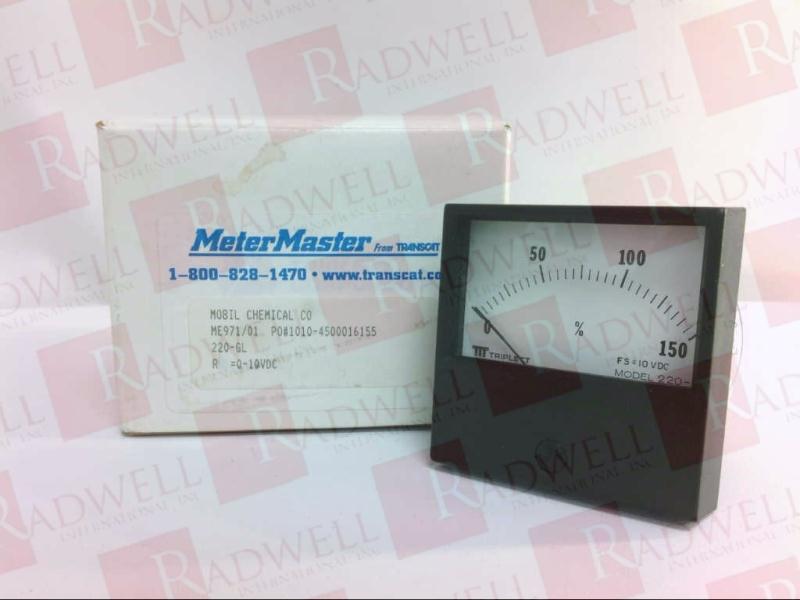 MeterMaster From TRANSCAT
1-800-828-1470 • www.transcat.co
MOBIL CHEMICAL CO
ME971/01 PO#1010-4500016155
220-GL
R =0-10VDC
0 50 100 150
%
TRIPLETT
FS=10 VDC
MODEL 220-
RADWELL
INTERNATIONAL, INC.